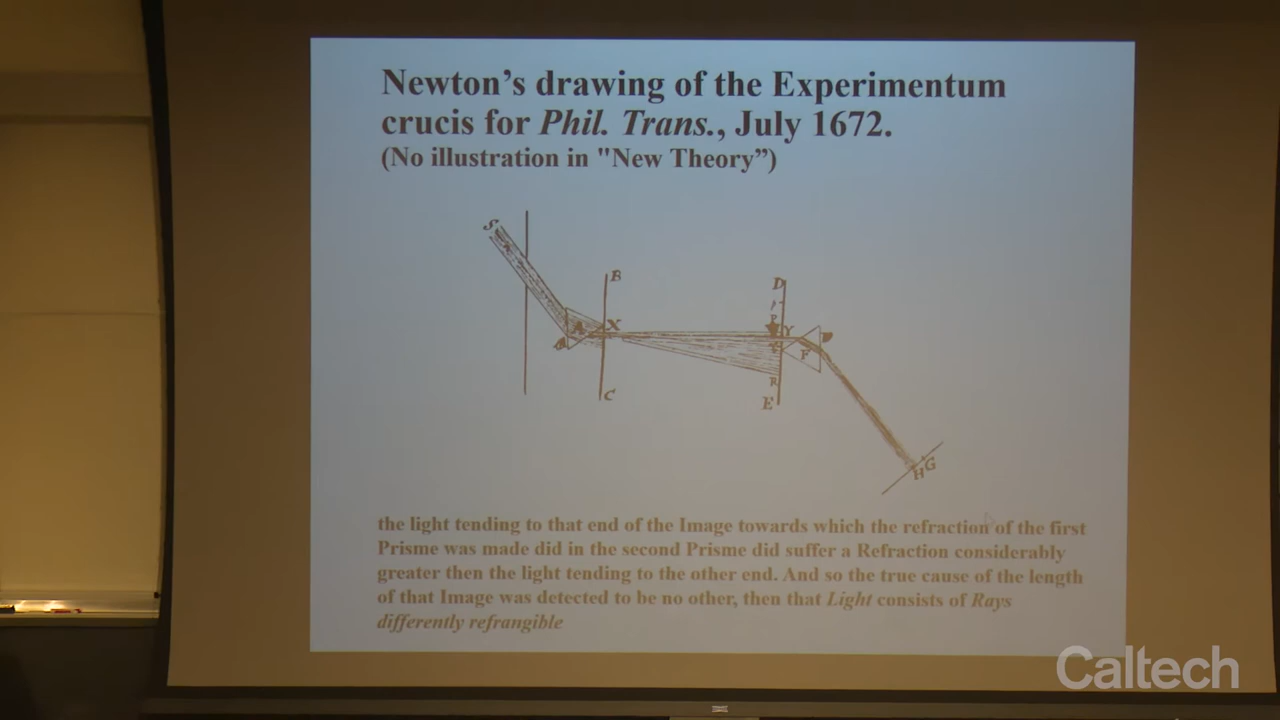 Newton’s drawing of the Experimentum
crucis for Phil. Trans., July 1672.
(No illustration in "New Theory”)
S
B
D
P
A X
Y
F
C
R
E
H G
the light tending to that end of the Image towards which the refraction of the first
Prisme was made did in the second Prisme did suffer a Refraction considerably
greater then the light tending to the other end. And so the true cause of the length
of that Image was detected to be no other, then that Light consists of Rays
differently refrangible
Caltech